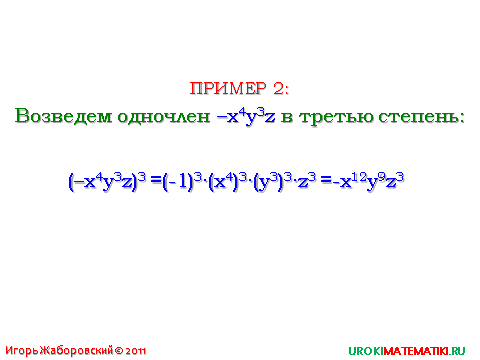 ПРИМЕР 2:
Возведем одночлен –x⁴y³z в третью степень:
(–x⁴y³z)³ =(-1)³·(x⁴)³·(y³)³·z³ =-x¹²y⁹z³
Игорь Жаборовский © 2011
UROKIMATEMATIKI.RU